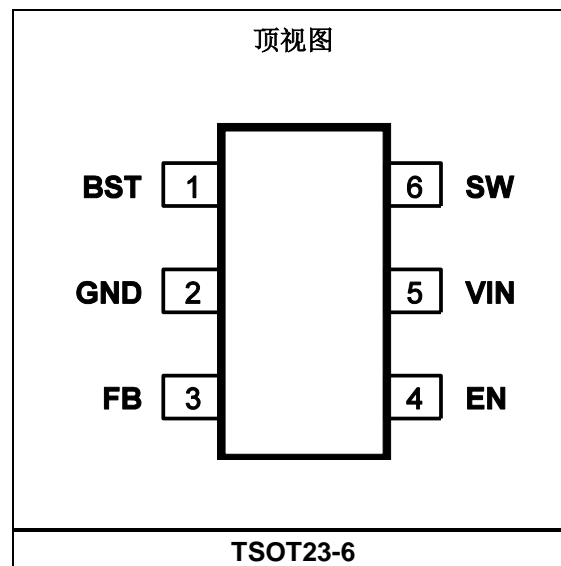 顶视图
BST 1 6 SW
GND 2 5 VIN
FB 3 4 EN
TSOT23-6